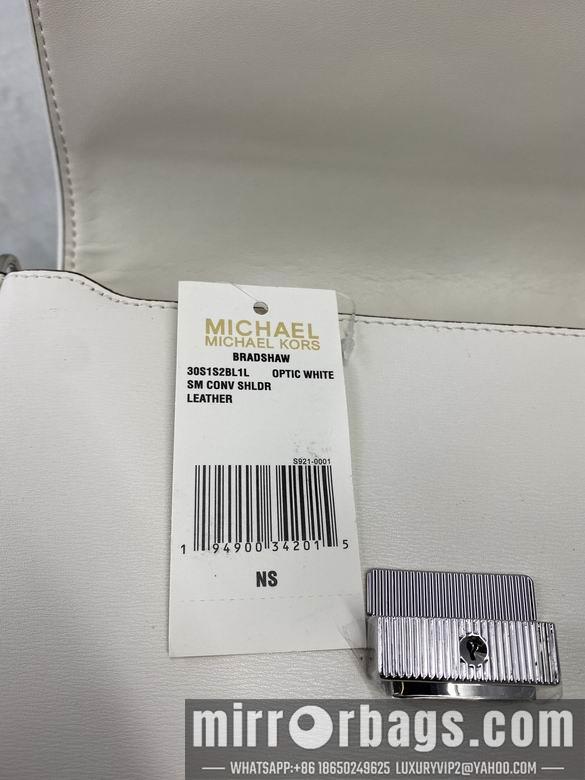 MICHAEL
MICHAEL KORS
BRADSHAW
30S1S2BL1L OPTIC WHITE
SM CONV SHLDR
LEATHER
S921-0001
1 94900 34201 5
NS
mirrorbags.com
WHATSAPP:+86 18650249625 LUXURYVIP2@YAHOO.COM